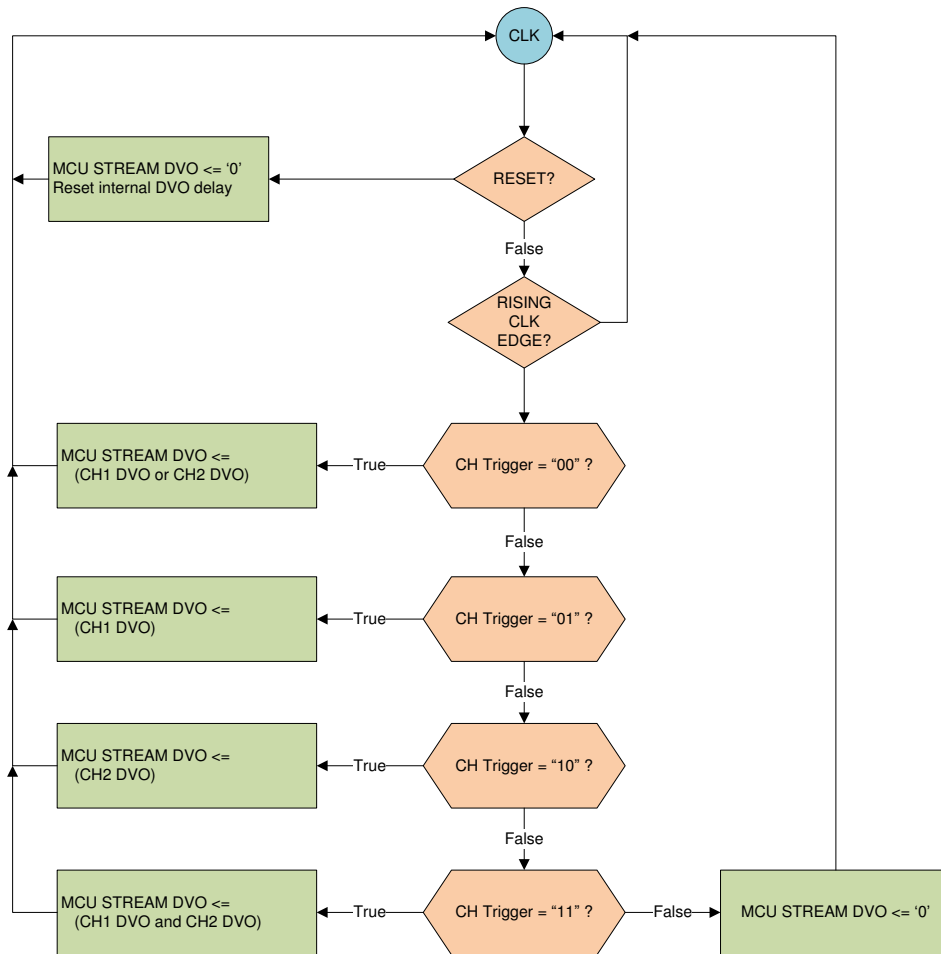 CLK
MCU STREAM DVO <= ‘0’
Reset internal DVO delay
RESET?
False
RISING
CLK
EDGE?
MCU STREAM DVO <=
(CH1 DVO or CH2 DVO)
True
CH Trigger = “00” ?
False
MCU STREAM DVO <=
(CH1 DVO)
True
CH Trigger = “01” ?
False
MCU STREAM DVO <=
(CH2 DVO)
True
CH Trigger = “10” ?
False
MCU STREAM DVO <=
(CH1 DVO and CH2 DVO)
True
CH Trigger = “11” ?
False
MCU STREAM DVO <= ‘0’